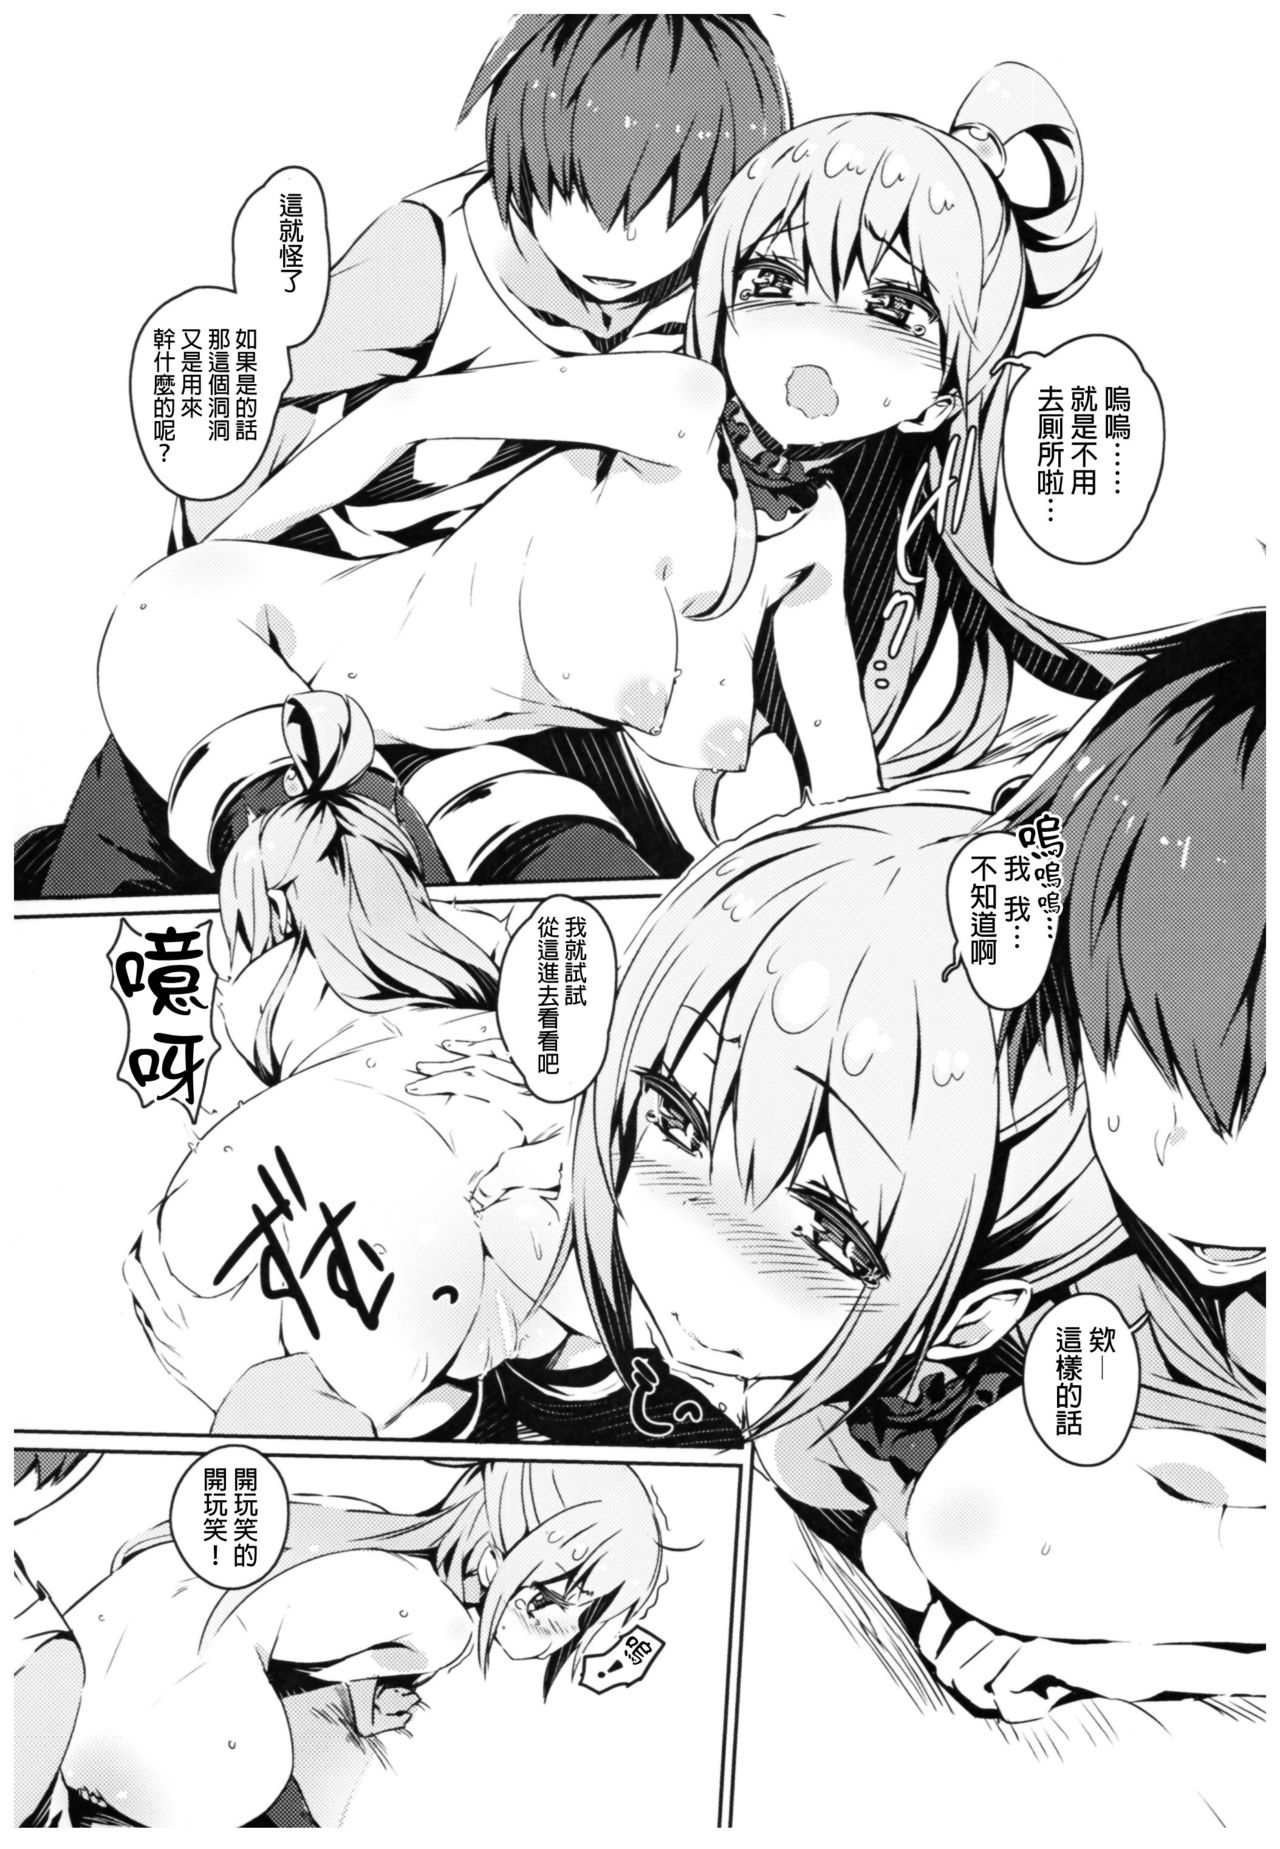 嗚嗚……
就是不用
去廁所啦…
這就怪了
如果是的話
那這個洞洞
又是用來
幹什麼的呢？
嗚嗚嗚…
我我…
不知道啊
欸—
這樣的話
我就試試
從這進去看看吧
噫呀
開玩笑的
開玩笑！
嗚！